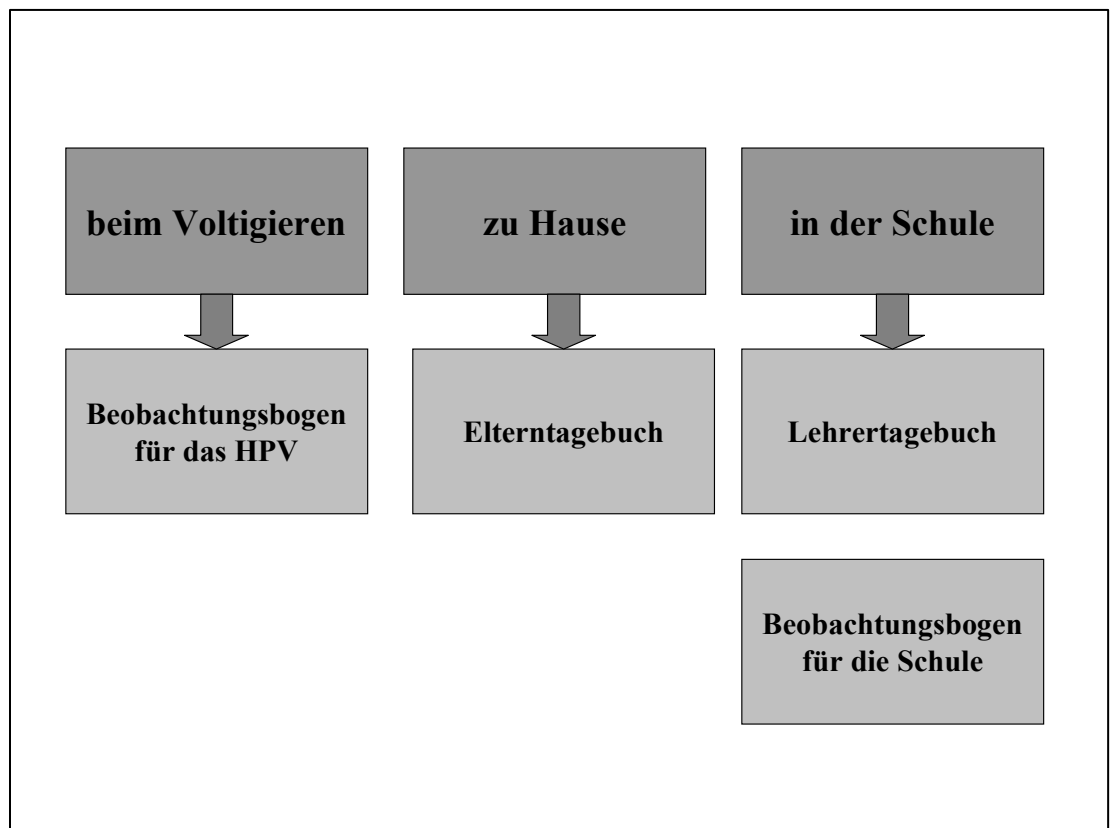 beim Voltigieren
zu Hause
in der Schule
Beobachtungsbogen
für das HPV
Elterntagebuch
Lehrertagebuch
Beobachtungsbogen
für die Schule